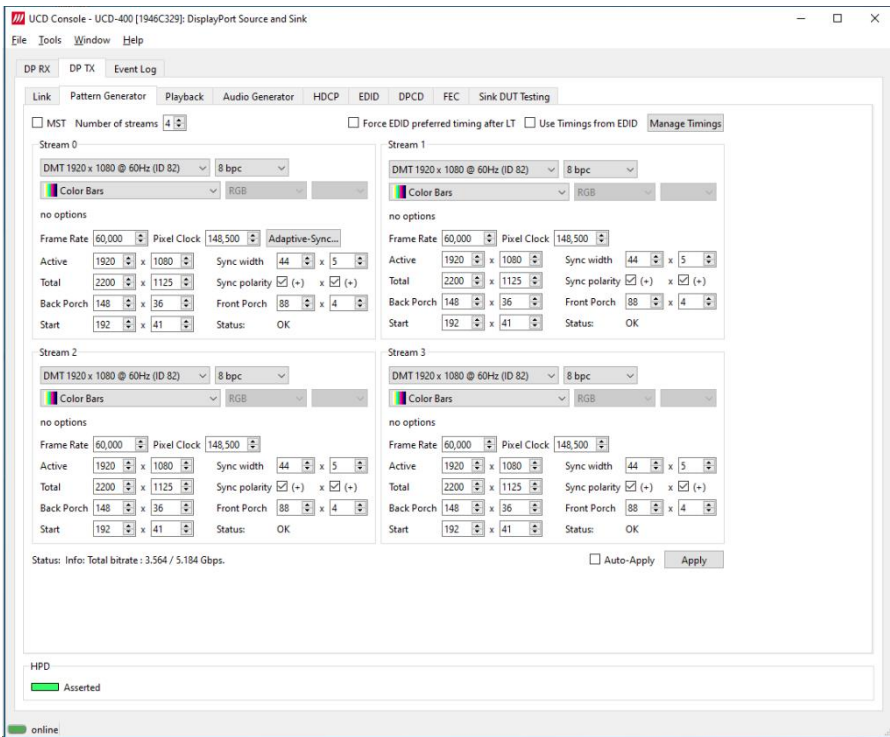 UCD Console - UCD-400 [1946C329]: DisplayPort Source and Sink
File Tools Window Help
DP RX DP TX Event Log
Link Pattern Generator Playback Audio Generator HDCP EDID DPCD FEC Sink DUT Testing
MST Number of streams 4 Force EDID preferred timing after LT Use Timings from EDID Manage Timings
Stream 0
DMT 1920 x 1080 @ 60Hz (ID 82) 8 bpc
Color Bars RGB
no options
Frame Rate 60,000 Pixel Clock 148,500 Adaptive-Sync...
Active 1920 x 1080 Sync width 44 x 5
Total 2200 x 1125 Sync polarity (+) x (+)
Back Porch 148 x 36 Front Porch 88 x 4
Start 192 x 41 Status: OK
Stream 1
DMT 1920 x 1080 @ 60Hz (ID 82) 8 bpc
Color Bars RGB
no options
Frame Rate 60,000 Pixel Clock 148,500
Active 1920 x 1080 Sync width 44 x 5
Total 2200 x 1125 Sync polarity (+) x (+)
Back Porch 148 x 36 Front Porch 88 x 4
Start 192 x 41 Status: OK
Stream 2
DMT 1920 x 1080 @ 60Hz (ID 82) 8 bpc
Color Bars RGB
no options
Frame Rate 60,000 Pixel Clock 148,500
Active 1920 x 1080 Sync width 44 x 5
Total 2200 x 1125 Sync polarity (+) x (+)
Back Porch 148 x 36 Front Porch 88 x 4
Start 192 x 41 Status: OK
Stream 3
DMT 1920 x 1080 @ 60Hz (ID 82) 8 bpc
Color Bars RGB
no options
Frame Rate 60,000 Pixel Clock 148,500
Active 1920 x 1080 Sync width 44 x 5
Total 2200 x 1125 Sync polarity (+) x (+)
Back Porch 148 x 36 Front Porch 88 x 4
Start 192 x 41 Status: OK
Status: Info: Total bitrate : 3.564 / 5.184 Gbps. Auto-Apply Apply
HPD
Asserted
online